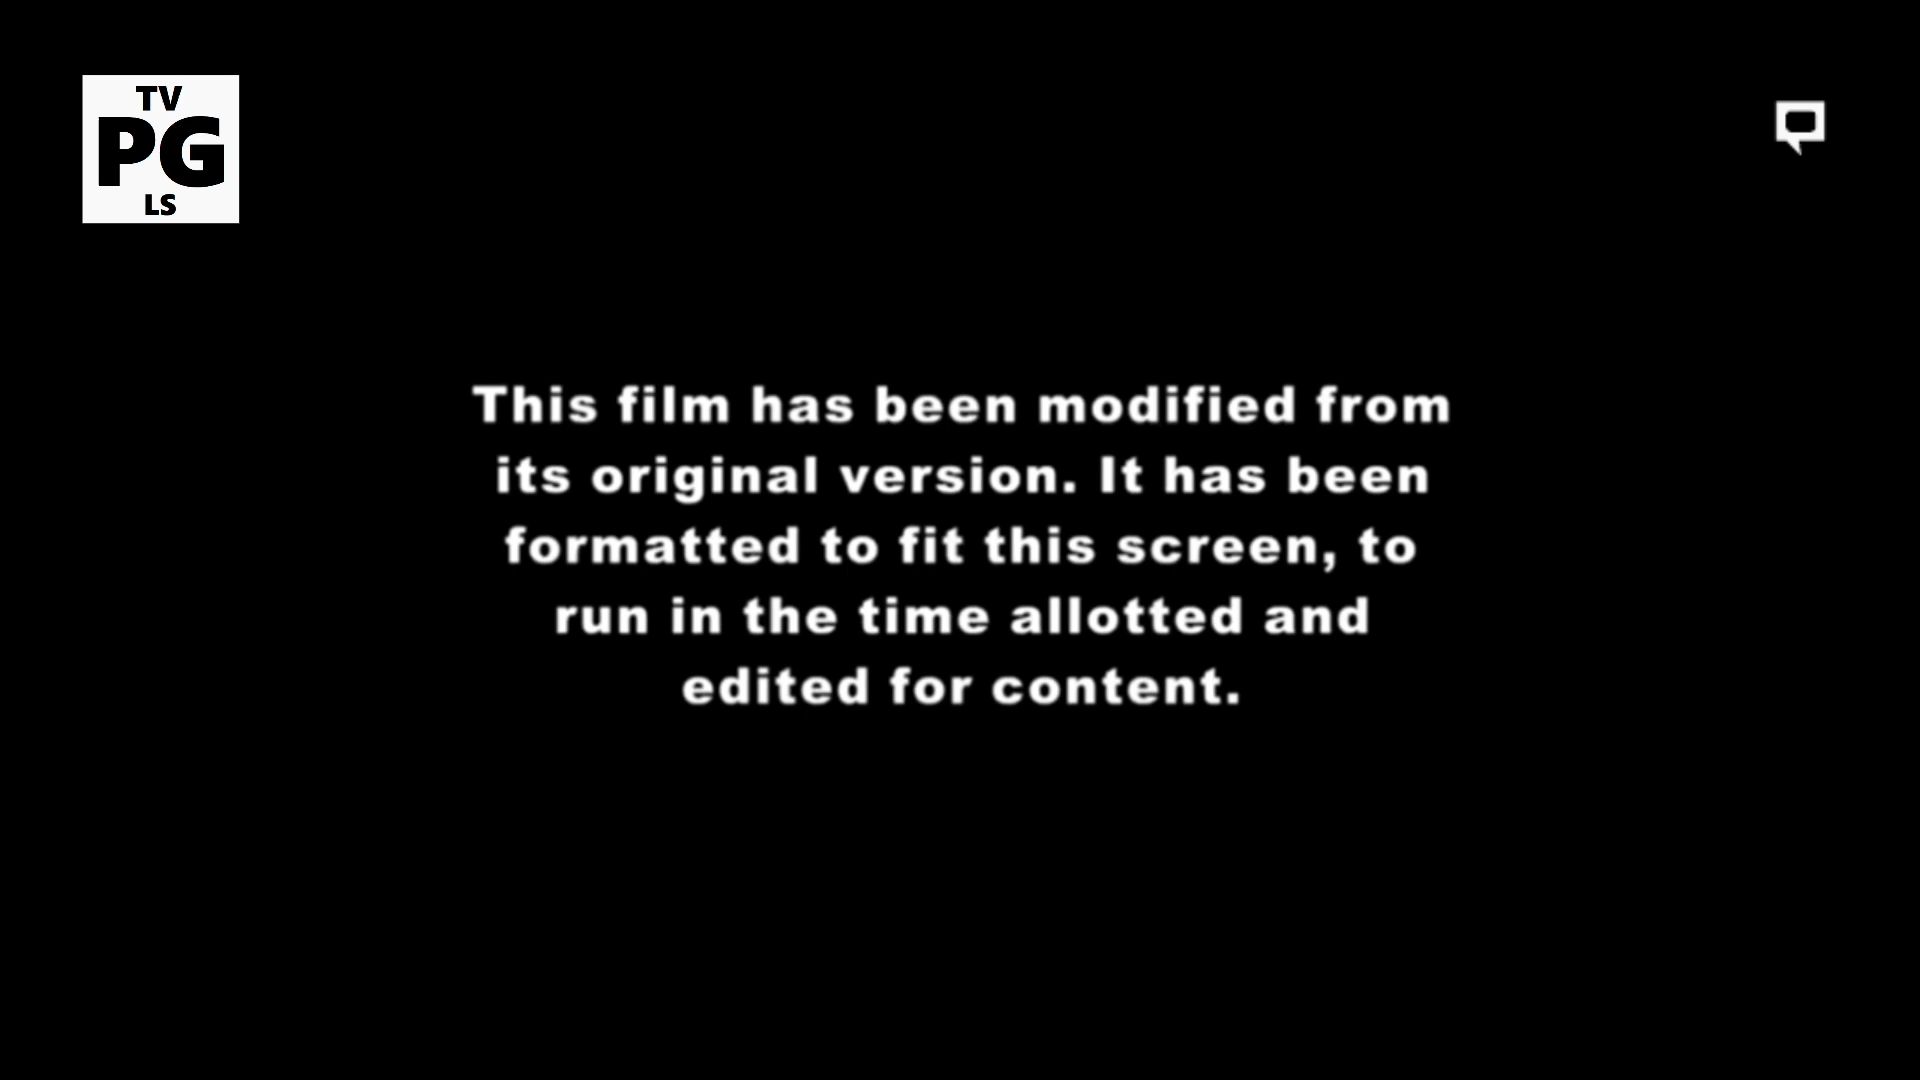 TV
PG
LS
This film has been modified from
its original version. It has been
formatted to fit this screen, to
run in the time allotted and
edited for content.